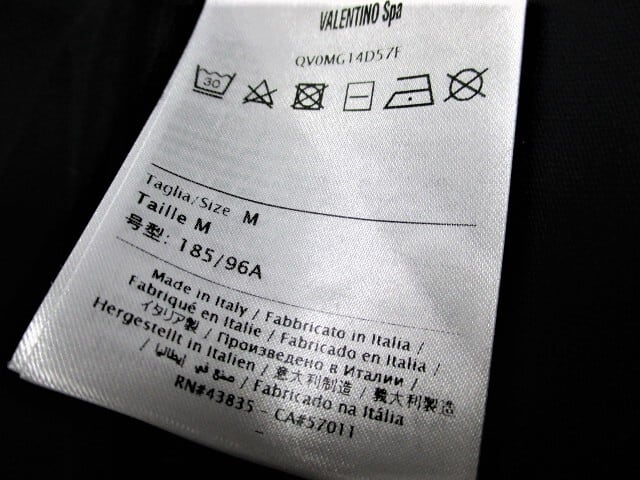 VALENTINO Spa
QV0MG14D57F
30
Taglia/Size M
Taille M
号型: 185/96A
Made in Italy / Fabbricato in Italia /
Fabriqué en Italie / Fabricado en Italia /
イタリア製 / Произведено в Италии /
Hergestellt in Italien / 意大利制造 / 義大利製造
/ صنع في إيطاليا / Fabricado na Itália
RN#43835 - CA#57011